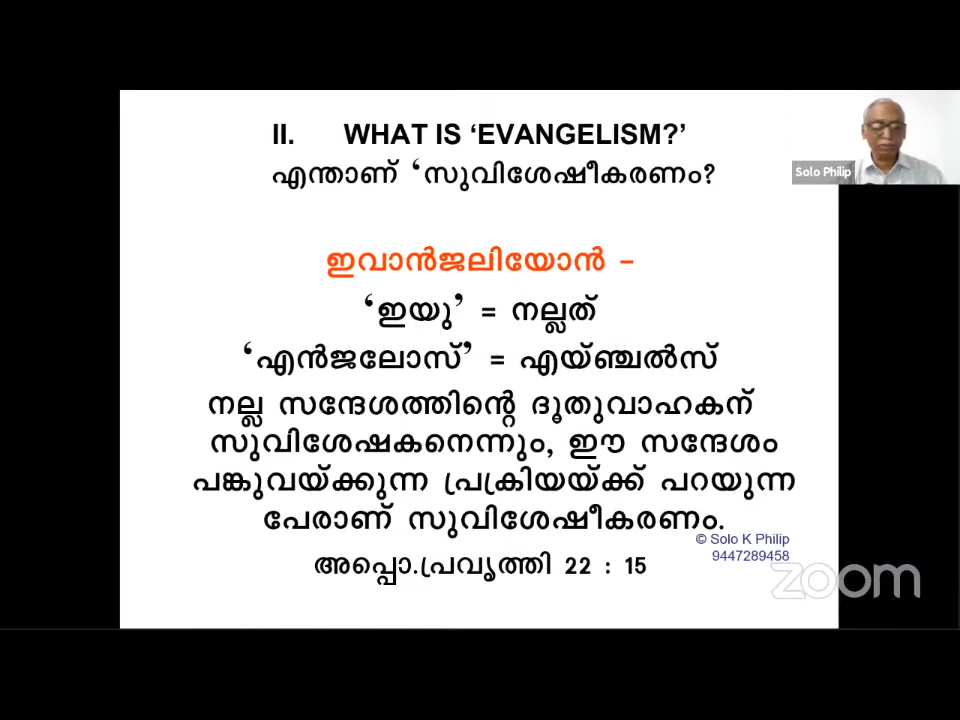 II. WHAT IS ‘EVANGELISM?’
എന്താണ് ‘സുവിശേഷീകരണം?
Solo Philip
ഇവാൻജലിയോൻ –
‘ഇയു’ = നല്ലത്
‘എൻജലോസ്’ = എയ്ഞ്ചൽസ്
നല്ല സന്ദേശത്തിന്റെ ദൂതുവാഹകന്
സുവിശേഷകനെന്നും, ഈ സന്ദേശം
പങ്കുവയ്ക്കുന്ന പ്രക്രിയയ്ക്ക് പറയുന്ന
പേരാണ് സുവിശേഷീകരണം.
© Solo K Philip
9447289458
അപ്പൊ.പ്രവൃത്തി 22 : 15
zoom